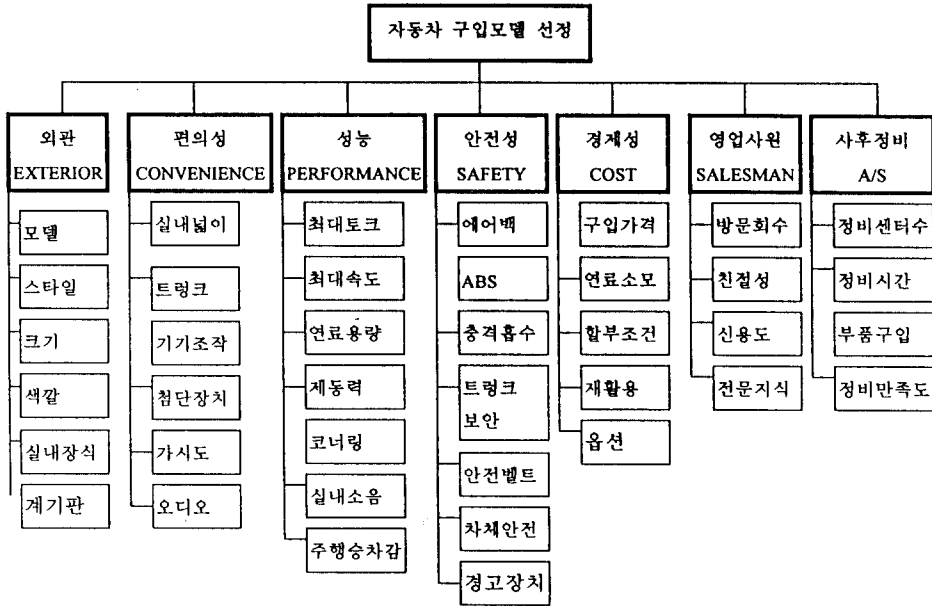 자동차 구입모델 선정
외관
EXTERIOR
모델
스타일
크기
색깔
실내장식
계기판
편의성
CONVENIENCE
실내넓이
트렁크
기기조작
첨단장치
가시도
오디오
성능
PERFORMANCE
최대토크
최대속도
연료용량
제동력
코너링
실내소음
주행승차감
안전성
SAFETY
에어백
ABS
충격흡수
트렁크
보안
안전벨트
차체안전
경고장치
경제성
COST
구입가격
연료소모
할부조건
재활용
옵션
영업사원
SALESMAN
방문회수
친절성
신용도
전문지식
사후정비
A/S
정비센터수
정비시간
부품구입
정비만족도